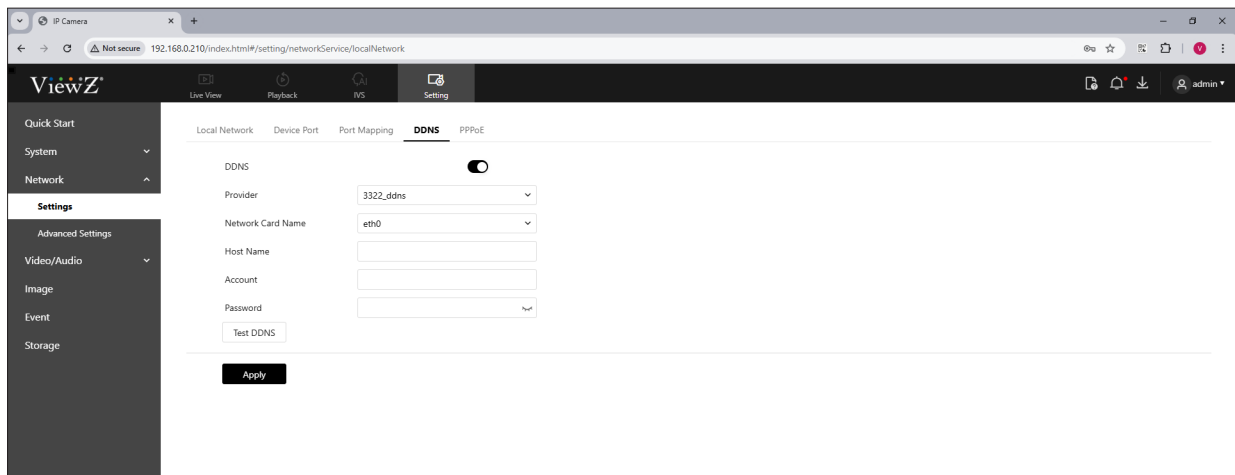 IP Camera
Not secure 192.168.0.210/index.html#/setting/networkService/localNetwork
V
ViewZ
Live View
Playback
AI
IVS
Setting
admin
Quick Start
System
Network
Settings
Advanced Settings
Video/Audio
Image
Event
Storage
Local Network Device Port Port Mapping DDNS PPPoE
DDNS
Provider 3322_ddns
Network Card Name eth0
Host Name
Account
Password
Test DDNS
Apply